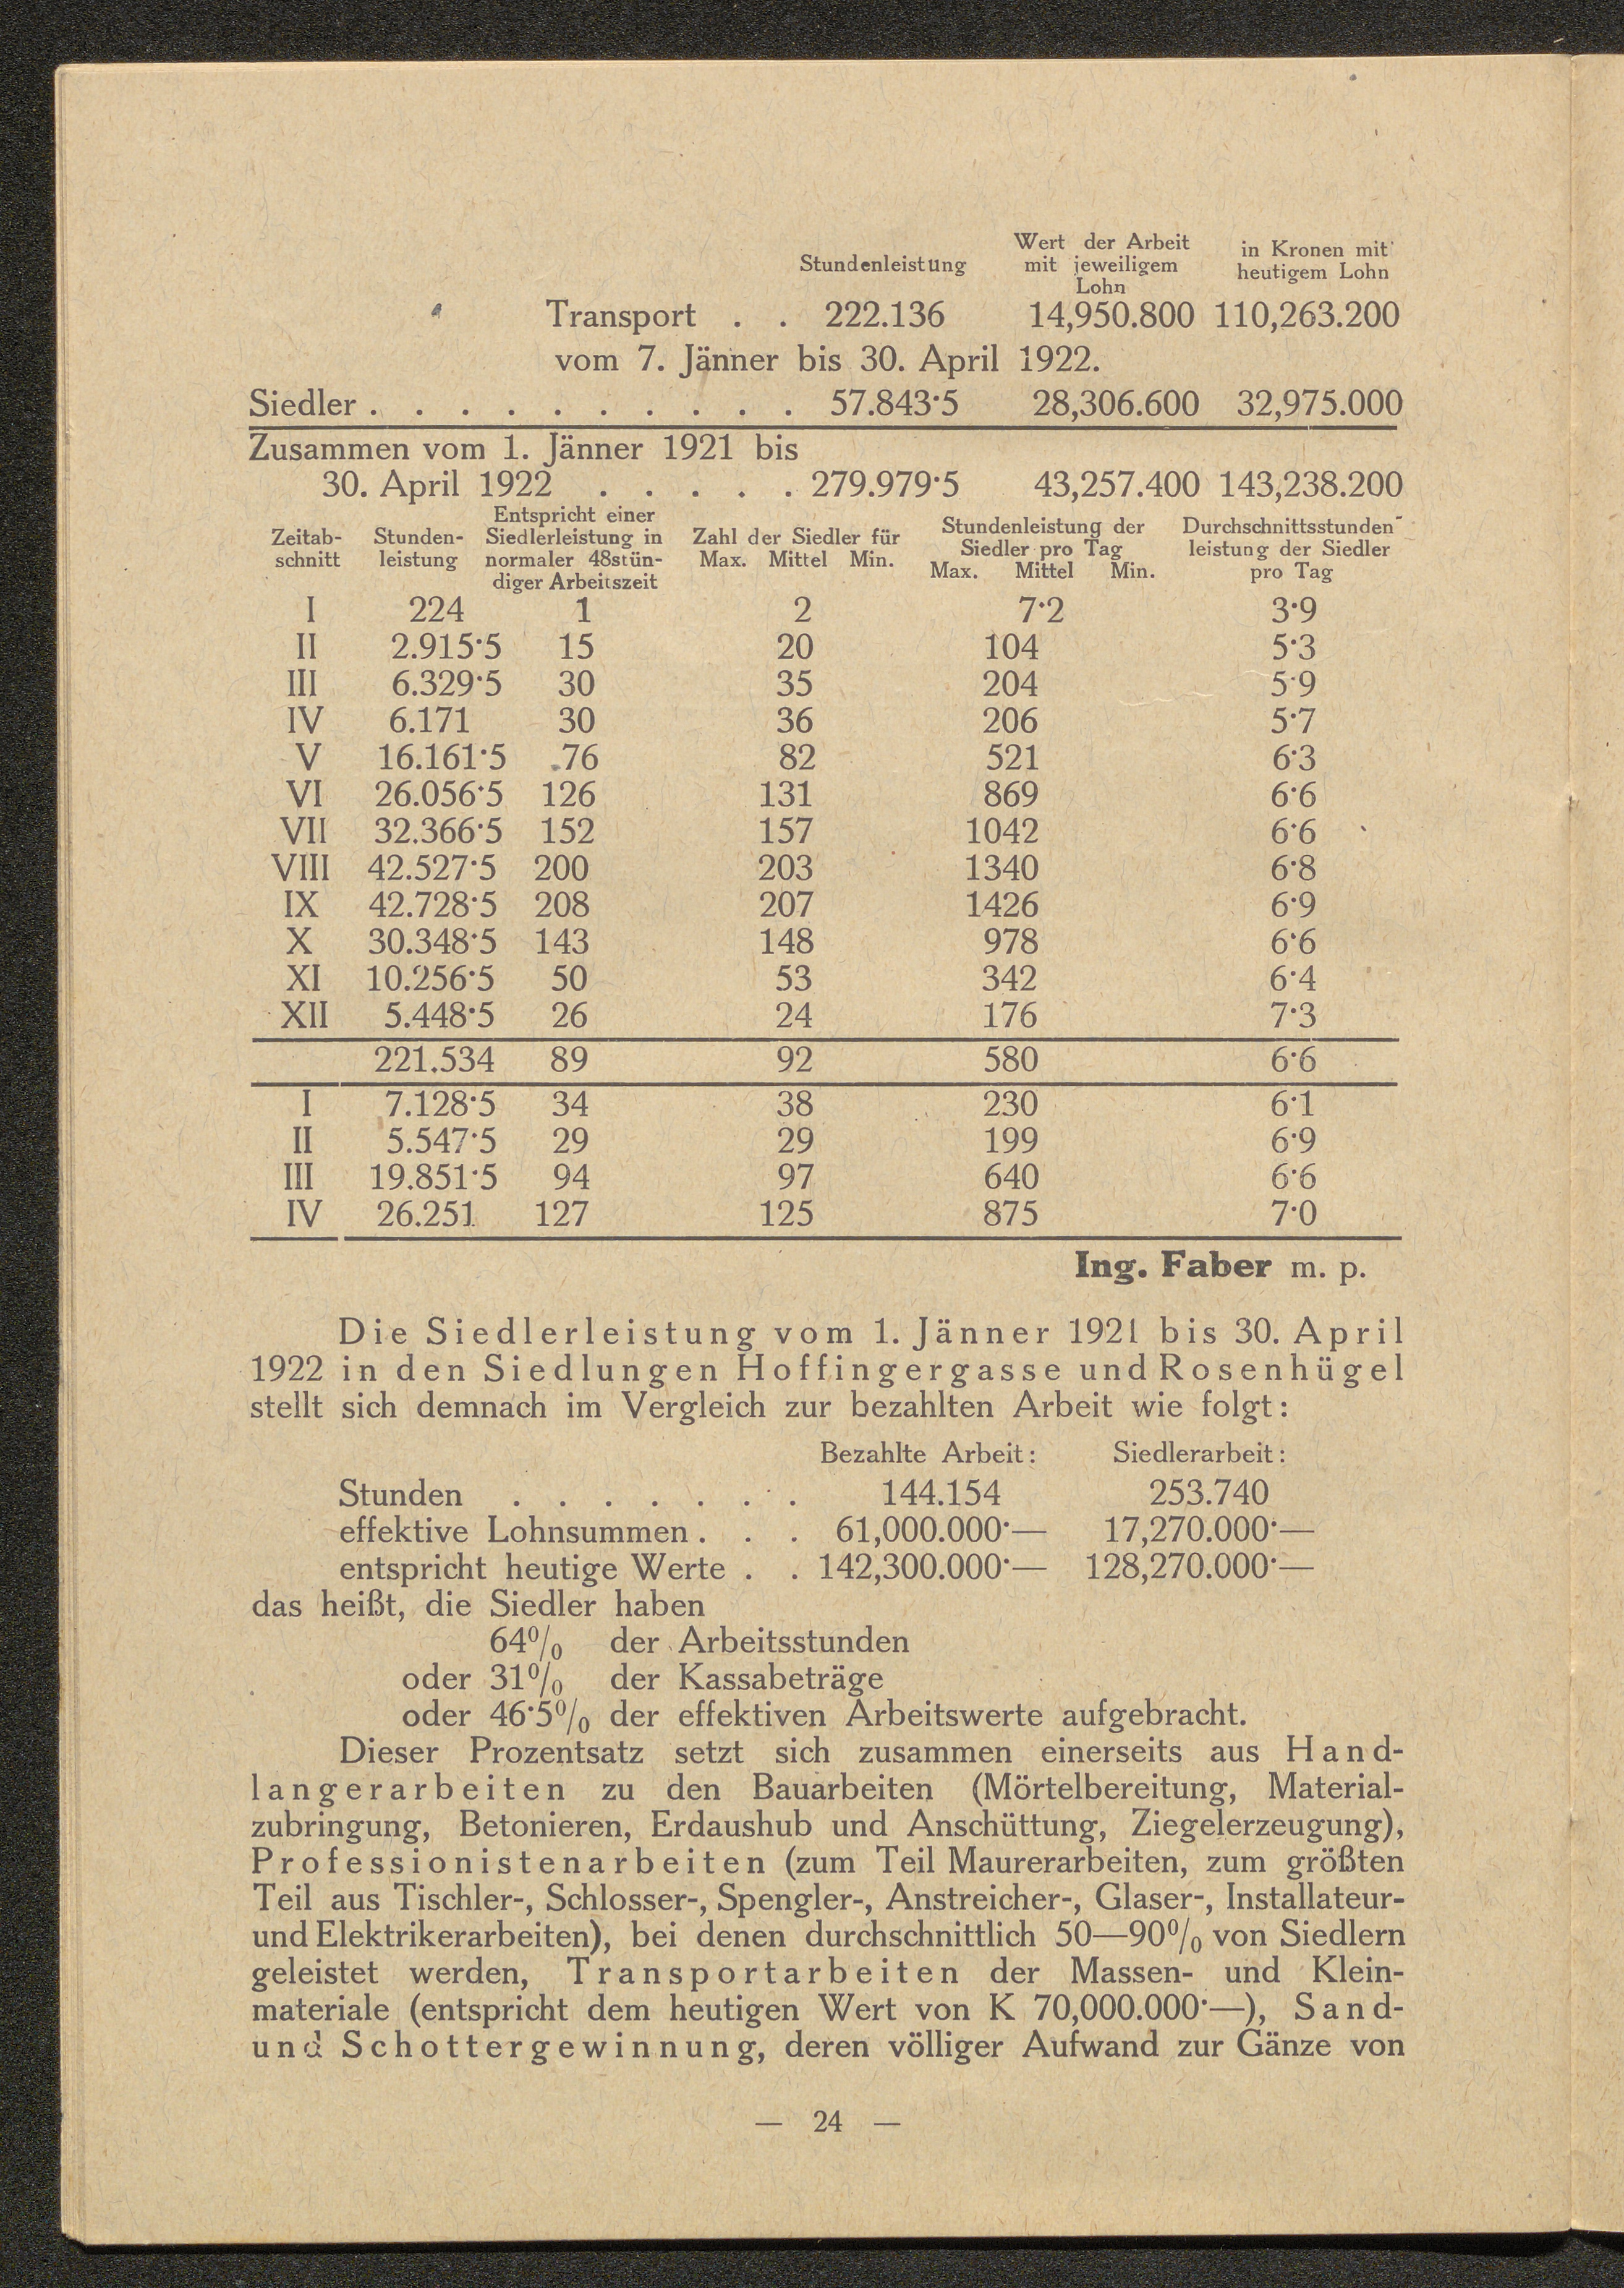 Stundenleistung Wert der Arbeit mit jeweiligem Lohn in Kronen mit heutigem Lohn
Transport . . 222.136 14,950.800 110,263.200
vom 7. Jänner bis 30. April 1922.
Siedler . . . . . . . . . . 57.843·5 28,306.600 32,975.000
Zusammen vom 1. Jänner 1921 bis
30. April 1922 . . . . . 279.979·5 43,257.400 143,238.200
Zeitab-schnitt Stunden-leistung Entspricht einer Siedlerleistung in normaler 48stün-diger Arbeitszeit Zahl der Siedler für Max. Mittel Min. Stundenleistung der Siedler pro Tag Max. Mittel Min. Durchschnittsstunden-leistung der Siedler pro Tag
I 224 1 2 7·2 3·9
II 2.915·5 15 20 104 5·3
III 6.329·5 30 35 204 5·9
IV 6.171 30 36 206 5·7
V 16.161·5 76 82 521 6·3
VI 26.056·5 126 131 869 6·6
VII 32.366·5 152 157 1042 6·6
VIII 42.527·5 200 203 1340 6·8
IX 42.728·5 208 207 1426 6·9
X 30.348·5 143 148 978 6·6
XI 10.256·5 50 53 342 6·4
XII 5.448·5 26 24 176 7·3
221.534 89 92 580 6·6
I 7.128·5 34 38 230 6·1
II 5.547·5 29 29 199 6·9
III 19.851·5 94 97 640 6·6
IV 26.251 127 125 875 7·0
Ing. Faber m. p.
Die Siedlerleistung vom 1. Jänner 1921 bis 30. April
1922 in den Siedlungen Hoffingergasse und Rosenhügel
stellt sich demnach im Vergleich zur bezahlten Arbeit wie folgt:
Bezahlte Arbeit: Siedlerarbeit:
Stunden . . . . . . . 144.154 253.740
effektive Lohnsummen . . . 61,000.000·— 17,270.000·—
entspricht heutige Werte . . 142,300.000·— 128,270.000·—
das heißt, die Siedler haben
64% der Arbeitsstunden
oder 31% der Kassabeträge
oder 46·5% der effektiven Arbeitswerte aufgebracht.
Dieser Prozentsatz setzt sich zusammen einerseits aus Hand-
langerarbeiten zu den Bauarbeiten (Mörtelbereitung, Material-
zubringung, Betonieren, Erdaushub und Anschüttung, Ziegelerzeugung),
Professionistenarbeiten (zum Teil Maurerarbeiten, zum größten
Teil aus Tischler-, Schlosser-, Spengler-, Anstreicher-, Glaser-, Installateur-
und Elektrikerarbeiten), bei denen durchschnittlich 50—90% von Siedlern
geleistet werden, Transportarbeiten der Massen- und Klein-
materiale (entspricht dem heutigen Wert von K 70,000.000·—), Sand-
und Schottergewinnung, deren völliger Aufwand zur Gänze von
— 24 —